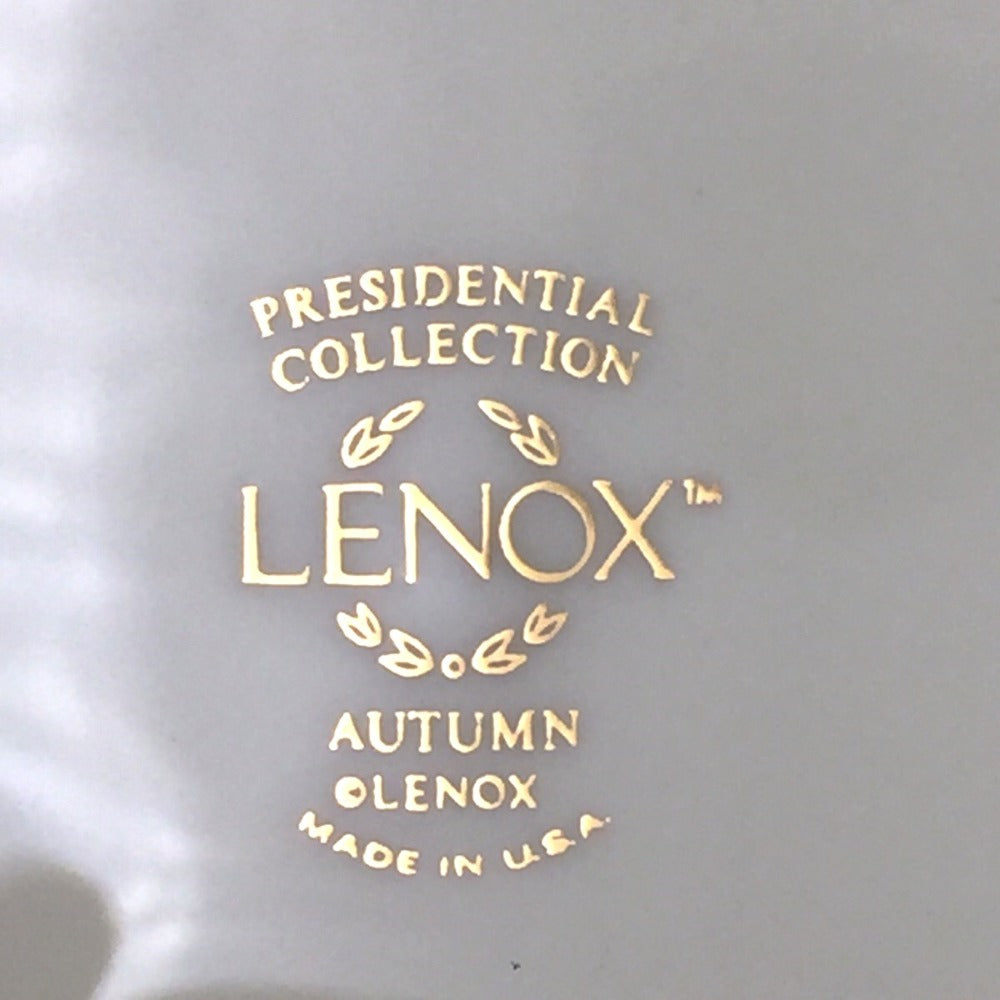 PRESIDENTIAL
COLLECTION
LENOX™
AUTUMN
©LENOX
MADE IN U.S.A.